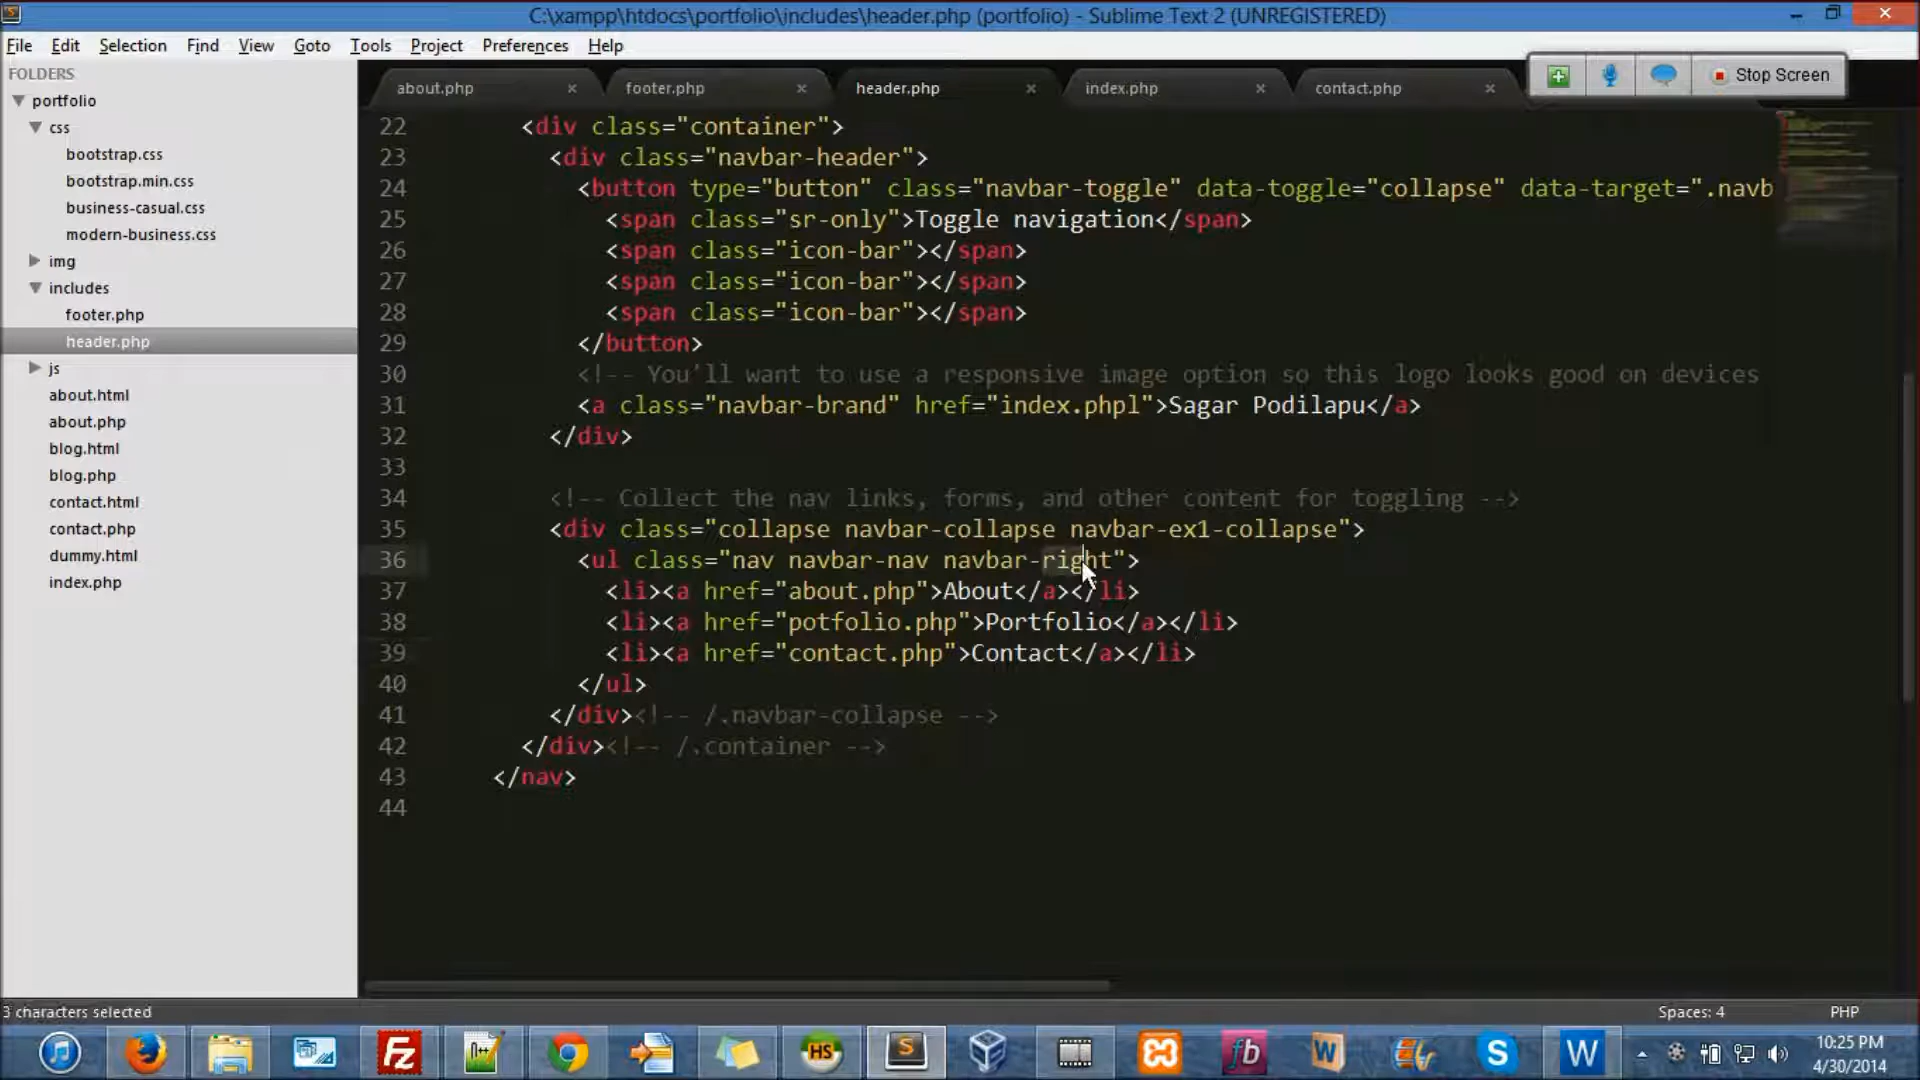 C:\xampp\htdocs\portfolio\includes\header.php (portfolio) - Sublime Text 2 (UNREGISTERED)
File Edit Selection Find View Goto Tools Project Preferences Help
FOLDERS
portfolio
css
bootstrap.css
bootstrap.min.css
business-casual.css
modern-business.css
img
includes
footer.php
header.php
js
about.html
about.php
blog.html
blog.php
contact.html
contact.php
dummy.html
index.php
about.php footer.php header.php index.php contact.php
Stop Screen
22 <div class="container">
23 <div class="navbar-header">
24 <button type="button" class="navbar-toggle" data-toggle="collapse" data-target=".navb
25 <span class="sr-only">Toggle navigation</span>
26 <span class="icon-bar"></span>
27 <span class="icon-bar"></span>
28 <span class="icon-bar"></span>
29 </button>
30 <!-- You'll want to use a responsive image option so this logo looks good on devices
31 <a class="navbar-brand" href="index.phpl">Sagar Podilapu</a>
32 </div>
33
34 <!-- Collect the nav links, forms, and other content for toggling -->
35 <div class="collapse navbar-collapse navbar-ex1-collapse">
36 <ul class="nav navbar-nav navbar-right">
37 <li><a href="about.php">About</a></li>
38 <li><a href="potfolio.php">Portfolio</a></li>
39 <li><a href="contact.php">Contact</a></li>
40 </ul>
41 </div><!-- /.navbar-collapse -->
42 </div><!-- /.container -->
43 </nav>
44
3 characters selected
Spaces: 4 PHP
Fz n++ HS S fb W S W
10:25 PM
4/30/2014